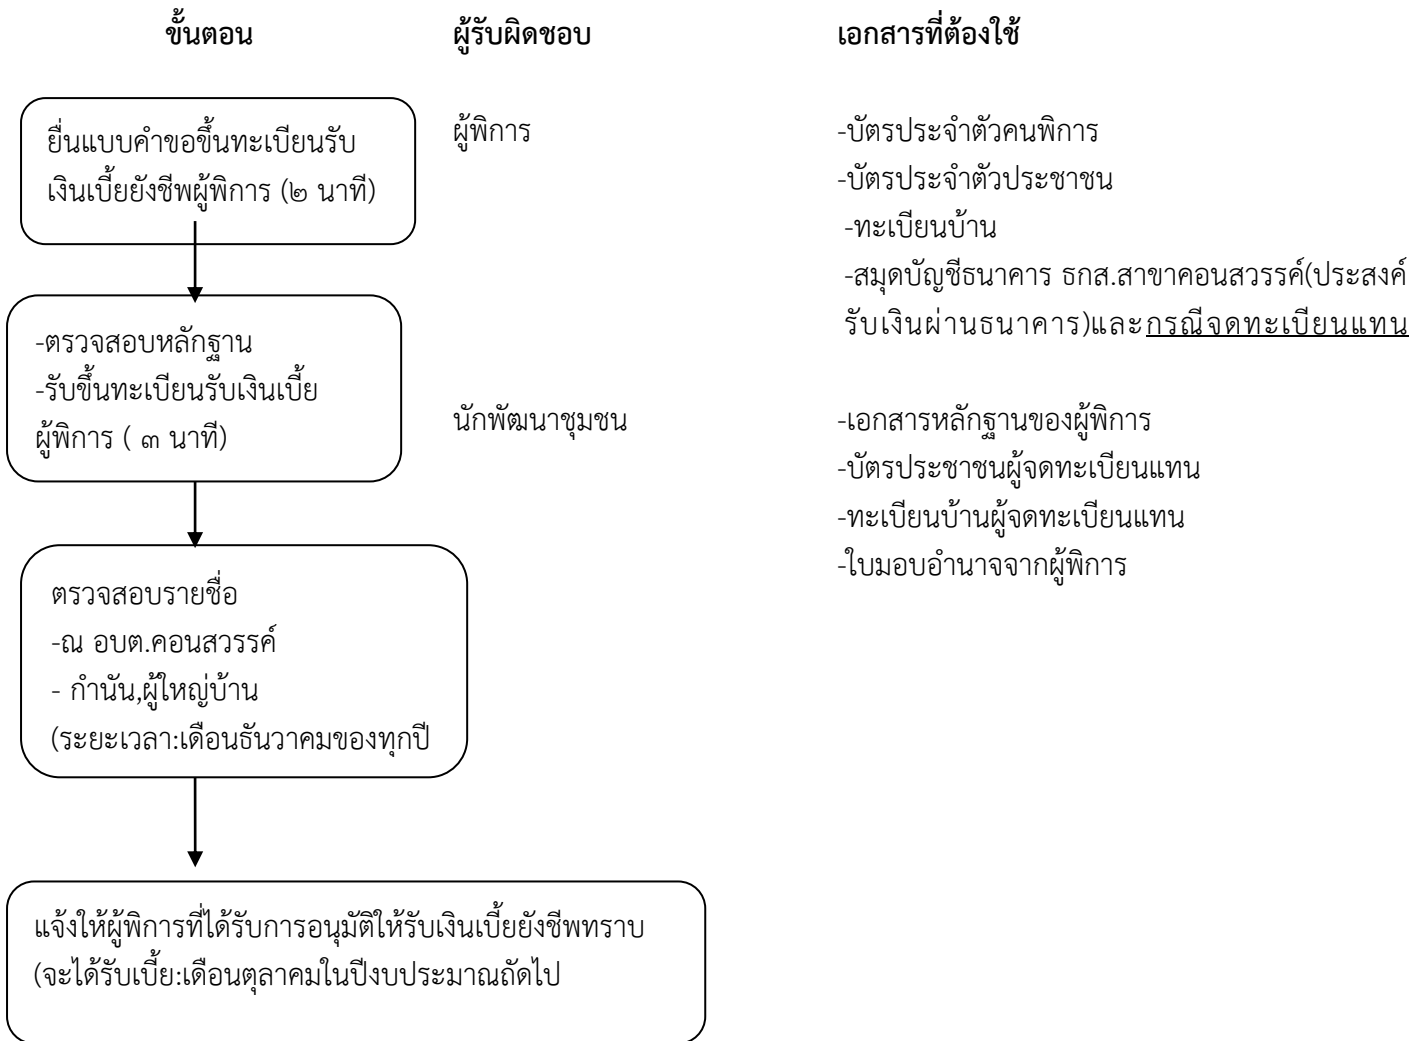 ขั้นตอน
ผู้รับผิดชอบ
เอกสารที่ต้องใช้
ยื่นแบบคำขอขึ้นทะเบียนรับ
เงินเบี้ยยังชีพผู้พิการ (๒ นาที)
ผู้พิการ
-บัตรประจำตัวคนพิการ
-บัตรประจำตัวประชาชน
-ทะเบียนบ้าน
-สมุดบัญชีธนาคาร ธกส.สาขาคอนสวรรค์(ประสงค์
รับเงินผ่านธนาคาร)และกรณีจดทะเบียนแทน
-ตรวจสอบหลักฐาน
-รับขึ้นทะเบียนรับเงินเบี้ย
ผู้พิการ ( ๓ นาที)
นักพัฒนาชุมชน
-เอกสารหลักฐานของผู้พิการ
-บัตรประชาชนผู้จดทะเบียนแทน
-ทะเบียนบ้านผู้จดทะเบียนแทน
-ใบมอบอำนาจจากผู้พิการ
ตรวจสอบรายชื่อ
-ณ อบต.คอนสวรรค์
- กำนัน,ผู้ใหญ่บ้าน
(ระยะเวลา:เดือนธันวาคมของทุกปี
แจ้งให้ผู้พิการที่ได้รับการอนุมัติให้รับเงินเบี้ยยังชีพทราบ
(จะได้รับเบี้ย:เดือนตุลาคมในปีงบประมาณถัดไป